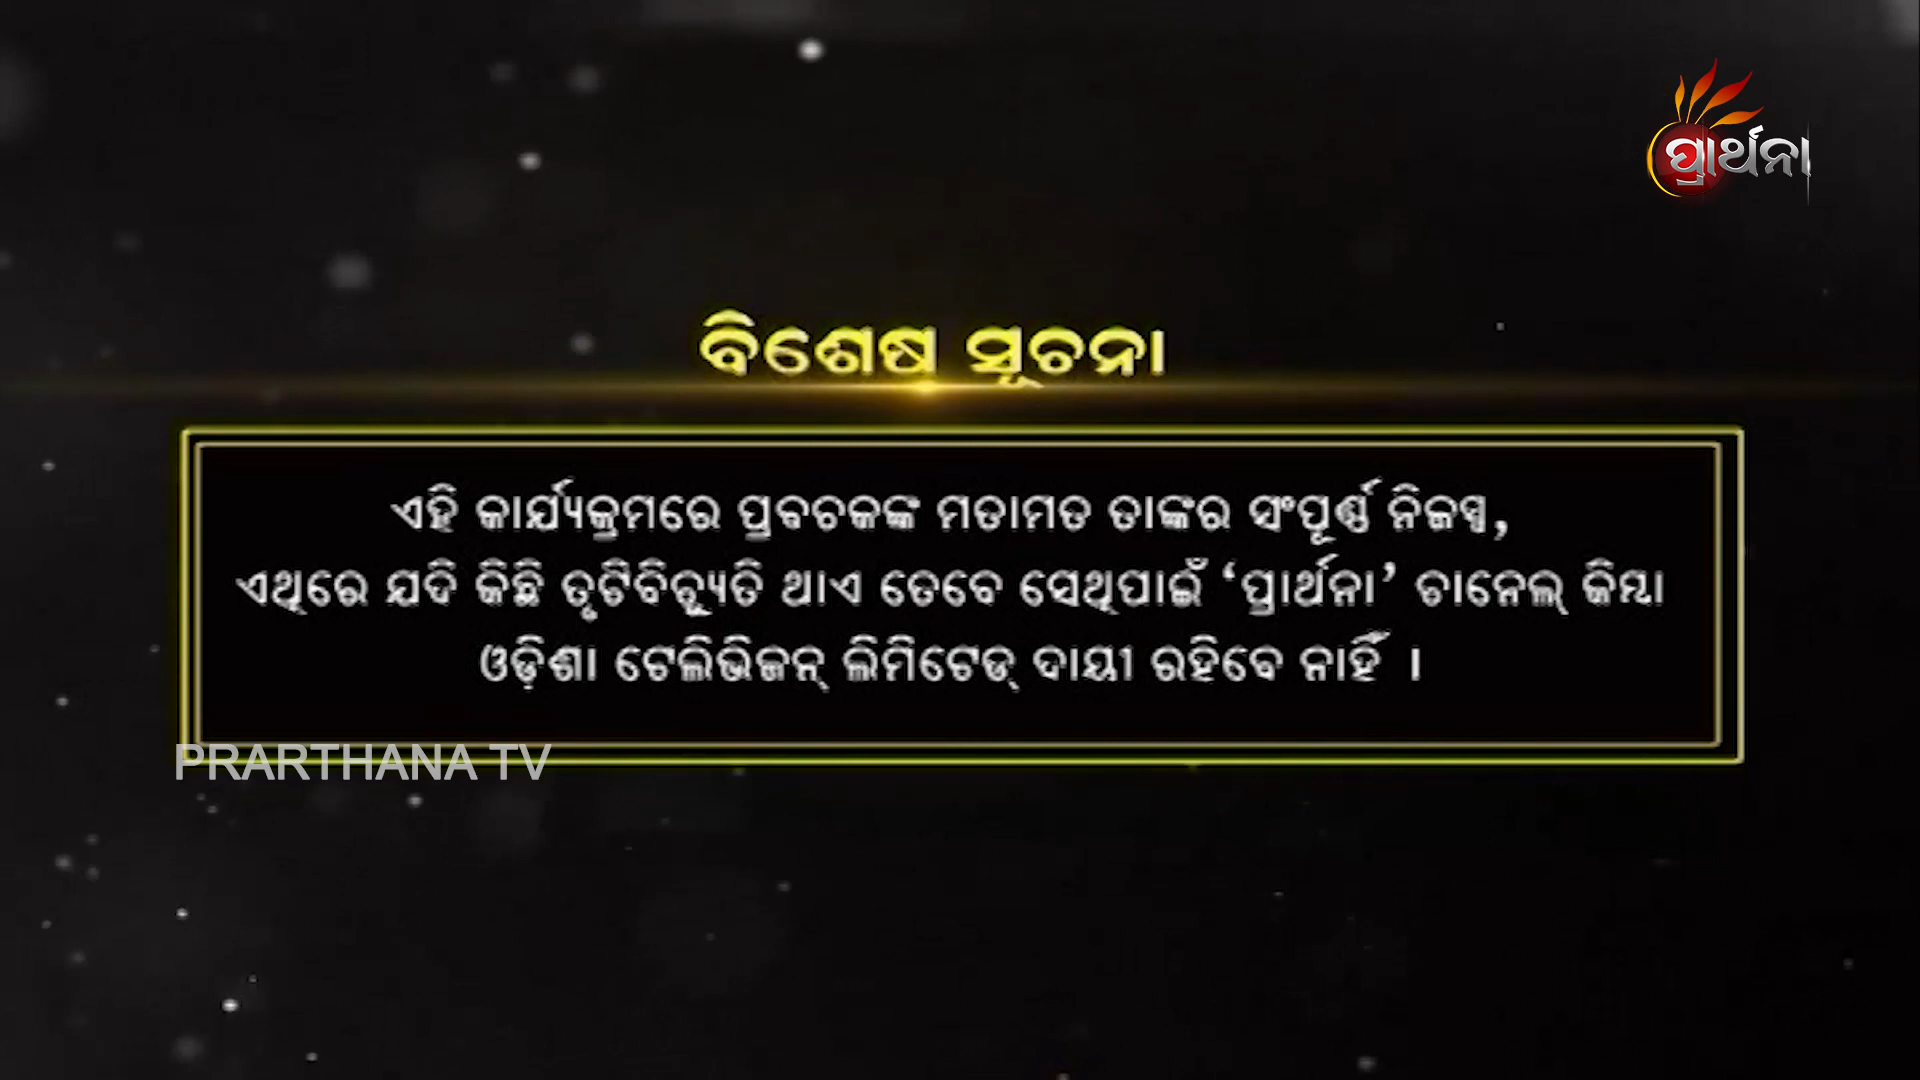 ପ୍ରାର୍ଥନା
ବିଶେଷ ସୂଚନା
ଏହି କାର୍ଯ୍ୟକ୍ରମରେ ପ୍ରବଚକଙ୍କ ମତାମତ ତାଙ୍କର ସଂପୂର୍ଣ୍ଣ ନିଜସ୍ୱ,
ଏଥିରେ ଯଦି କିଛି ତୃଟିବିଚ୍ୟୁତି ଥାଏ ତେବେ ସେଥିପାଇଁ ‘ପ୍ରାର୍ଥନା’ ଚାନେଲ୍ କିମ୍ୱା
ଓଡ଼ିଶା ଟେଲିଭିଜନ୍ ଲିମିଟେଡ୍ ଦାୟୀ ରହିବେ ନାହିଁ ।
PRARTHANA TV